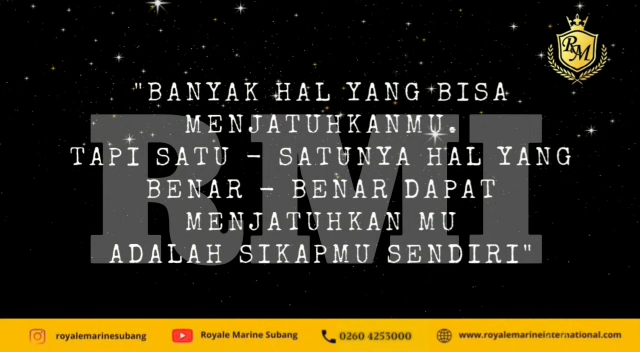 RM
"BANYAK HAL YANG BISA
MENJATUHKANMU.
TAPI SATU - SATUNYA HAL YANG
BENAR - BENAR DAPAT
MENJATUHKAN MU
ADALAH SIKAPMU SENDIRI"
RMI
royalemarinesubang
Royale Marine Subang
0260 4253000
www.royalemarineinternational.com